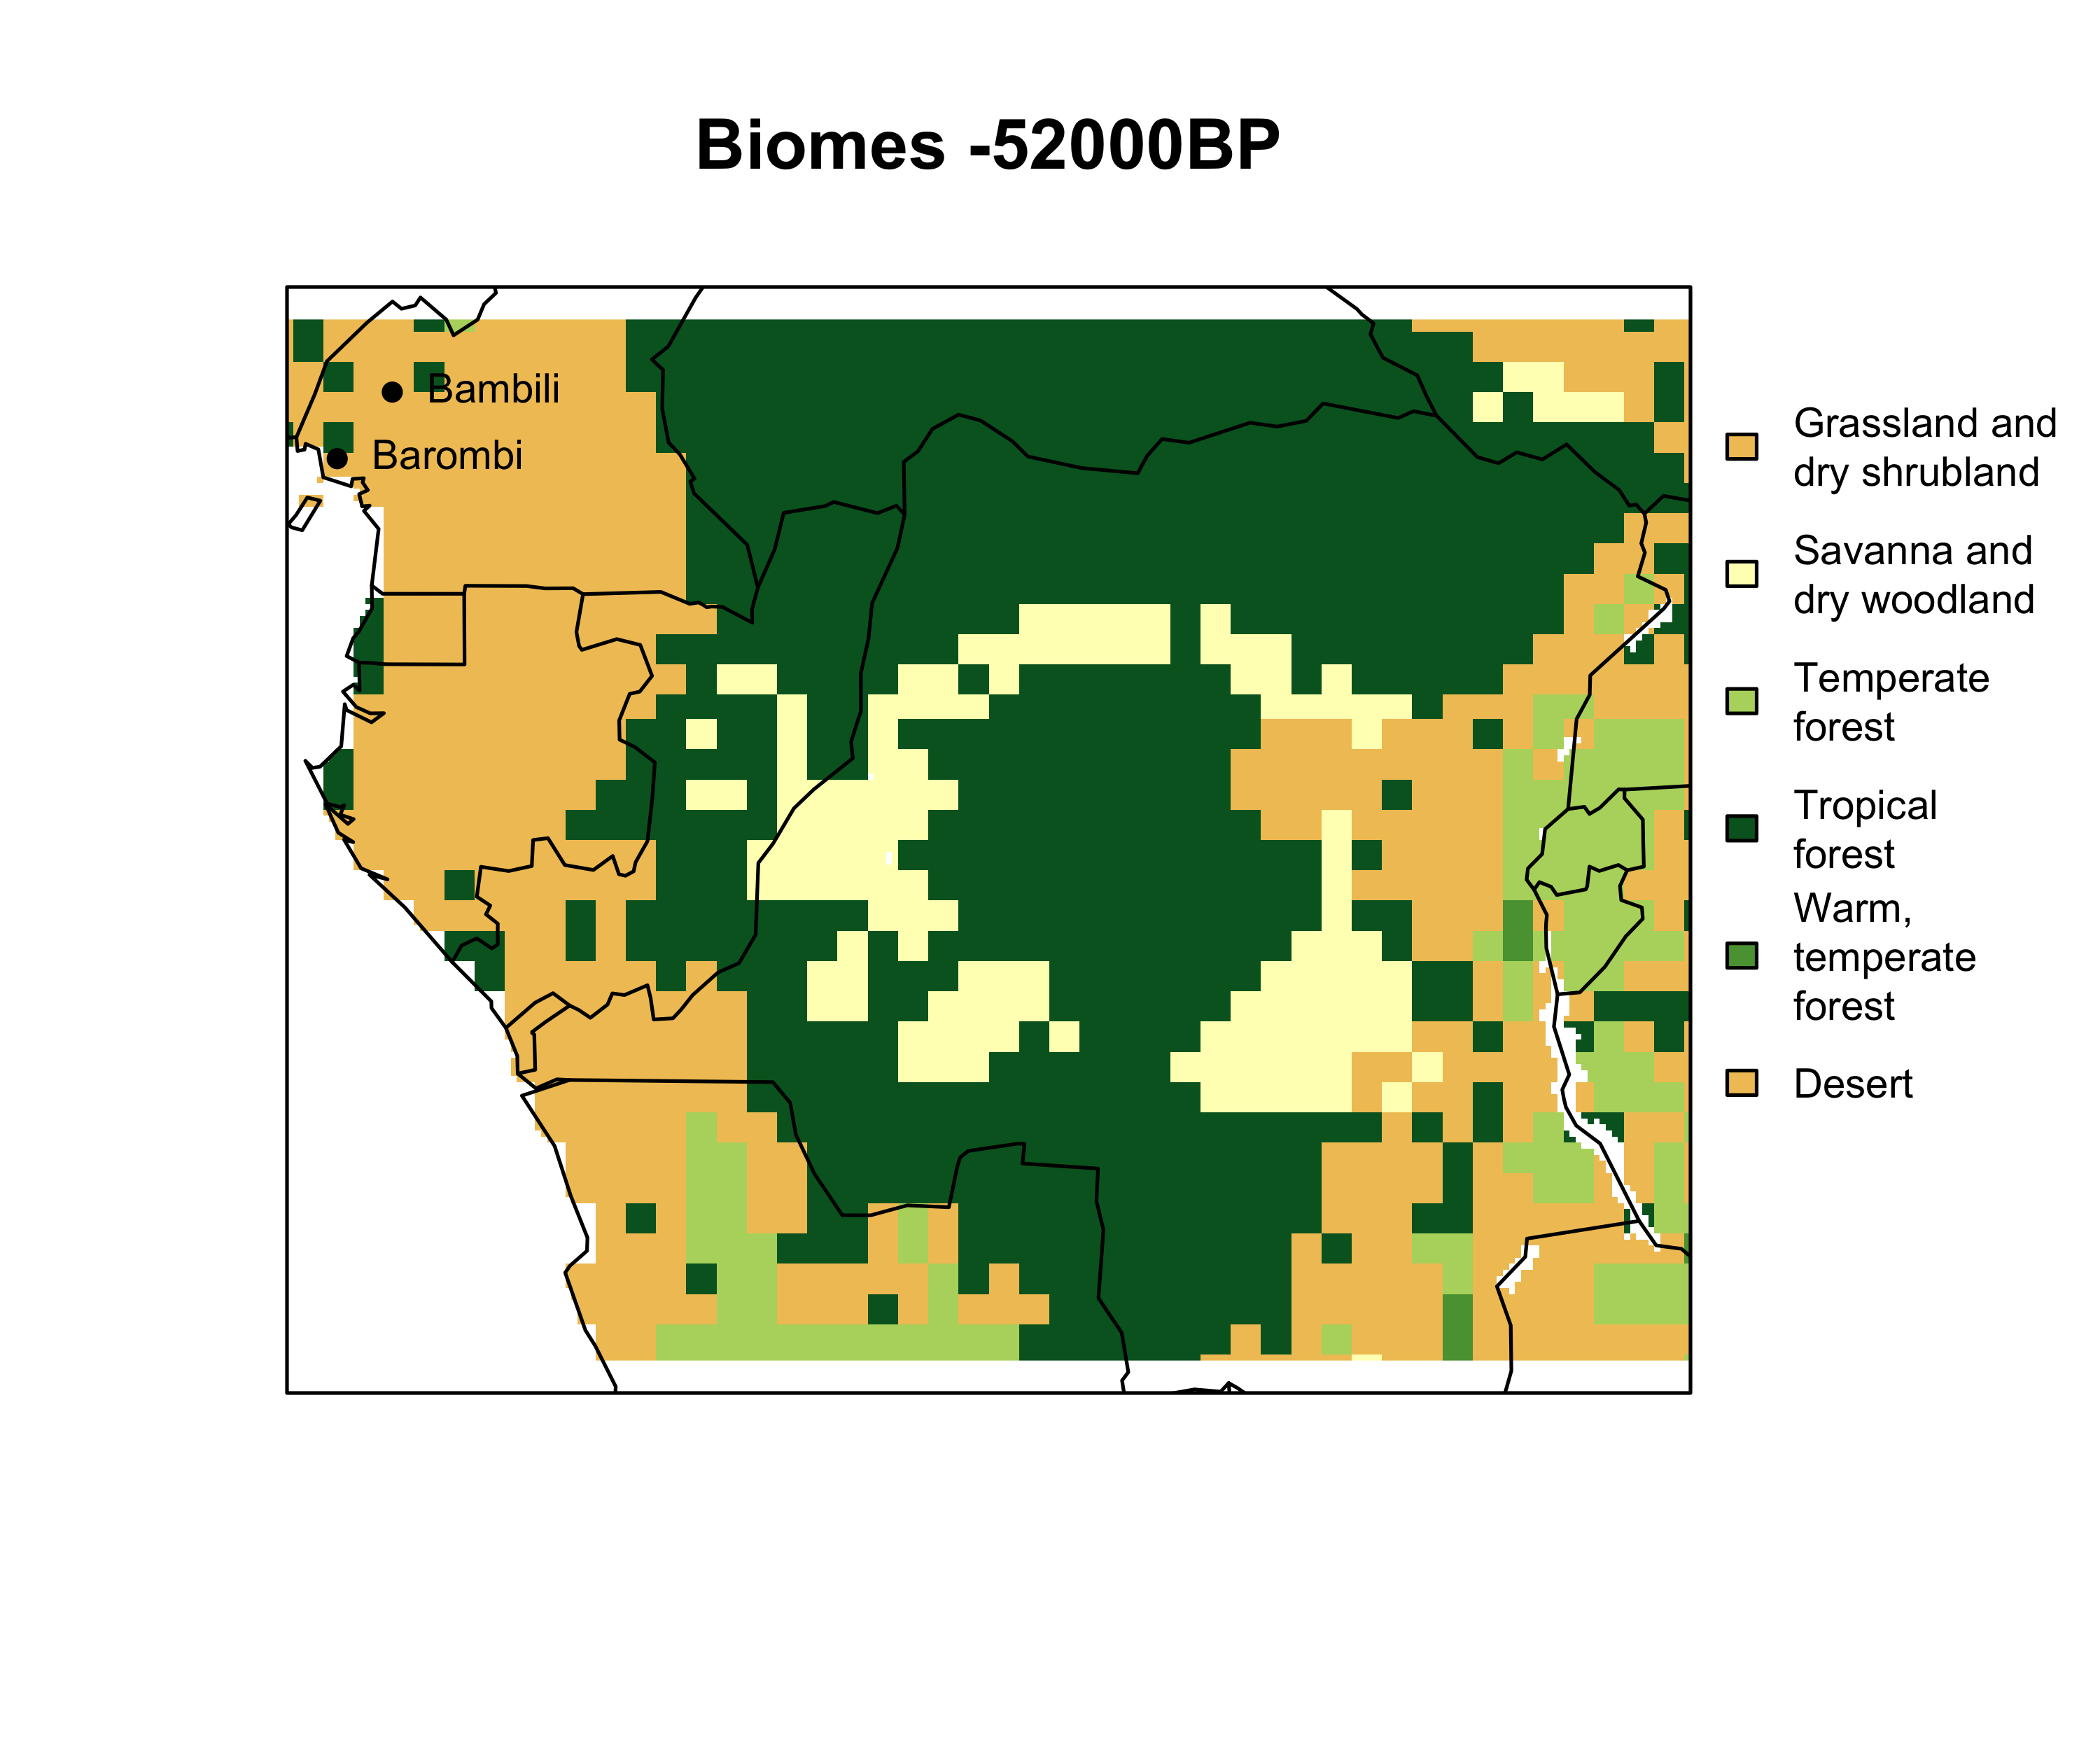 Biomes -52000BP
Bambili
Barombi
Grassland and
dry shrubland
Savanna and
dry woodland
Temperate
forest
Tropical
forest
Warm,
temperate
forest
Desert